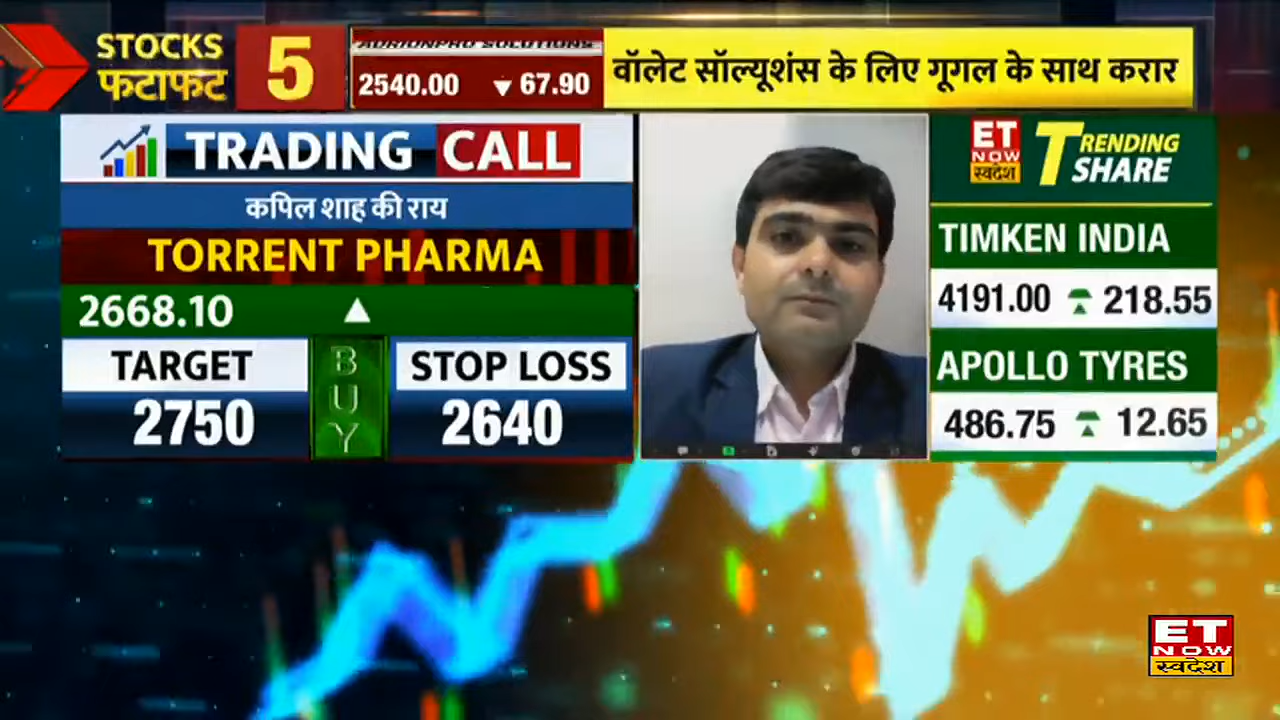 STOCKS
फटाफट
5
2540.00 ▼ 67.90
वॉलेट सॉल्यूशंस के लिए गूगल के साथ करार
TRADING CALL
कपिल शाह की राय
TORRENT PHARMA
2668.10 ▲
TARGET
2750
BUY
STOP LOSS
2640
ET
NOW
स्वदेश
TRENDING
SHARE
TIMKEN INDIA
4191.00 218.55
APOLLO TYRES
486.75 12.65
ET
NOW
स्वदेश